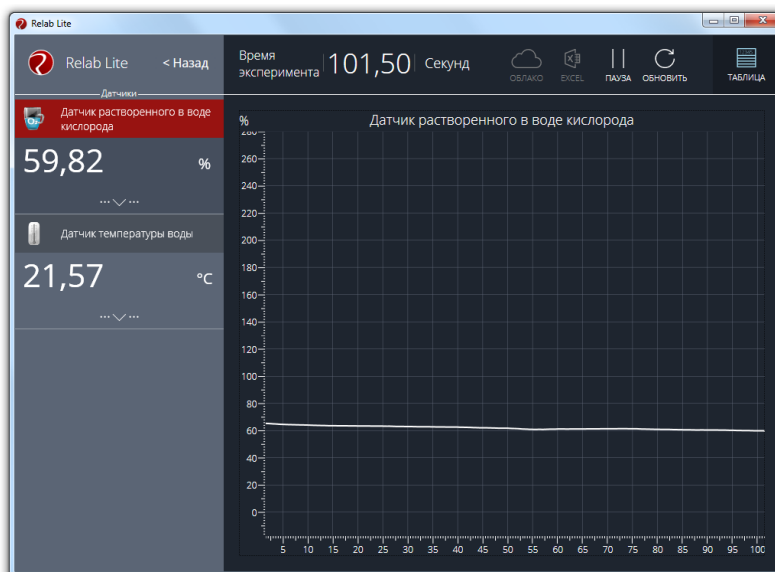 Relab Lite
Relab Lite
< Назад
Датчики
Датчик растворенного в воде
кислорода
59,82 %
Датчик температуры воды
21,57 °C
Время
эксперимента
101,50 Секунд
ОБЛАКО
EXCEL
ПАУЗА
ОБНОВИТЬ
ТАБЛИЦА
% Датчик растворенного в воде кислорода
280
260
240
220
200
180
160
140
120
100
80
60
40
20
0
5 10 15 20 25 30 35 40 45 50 55 60 65 70 75 80 85 90 95 100